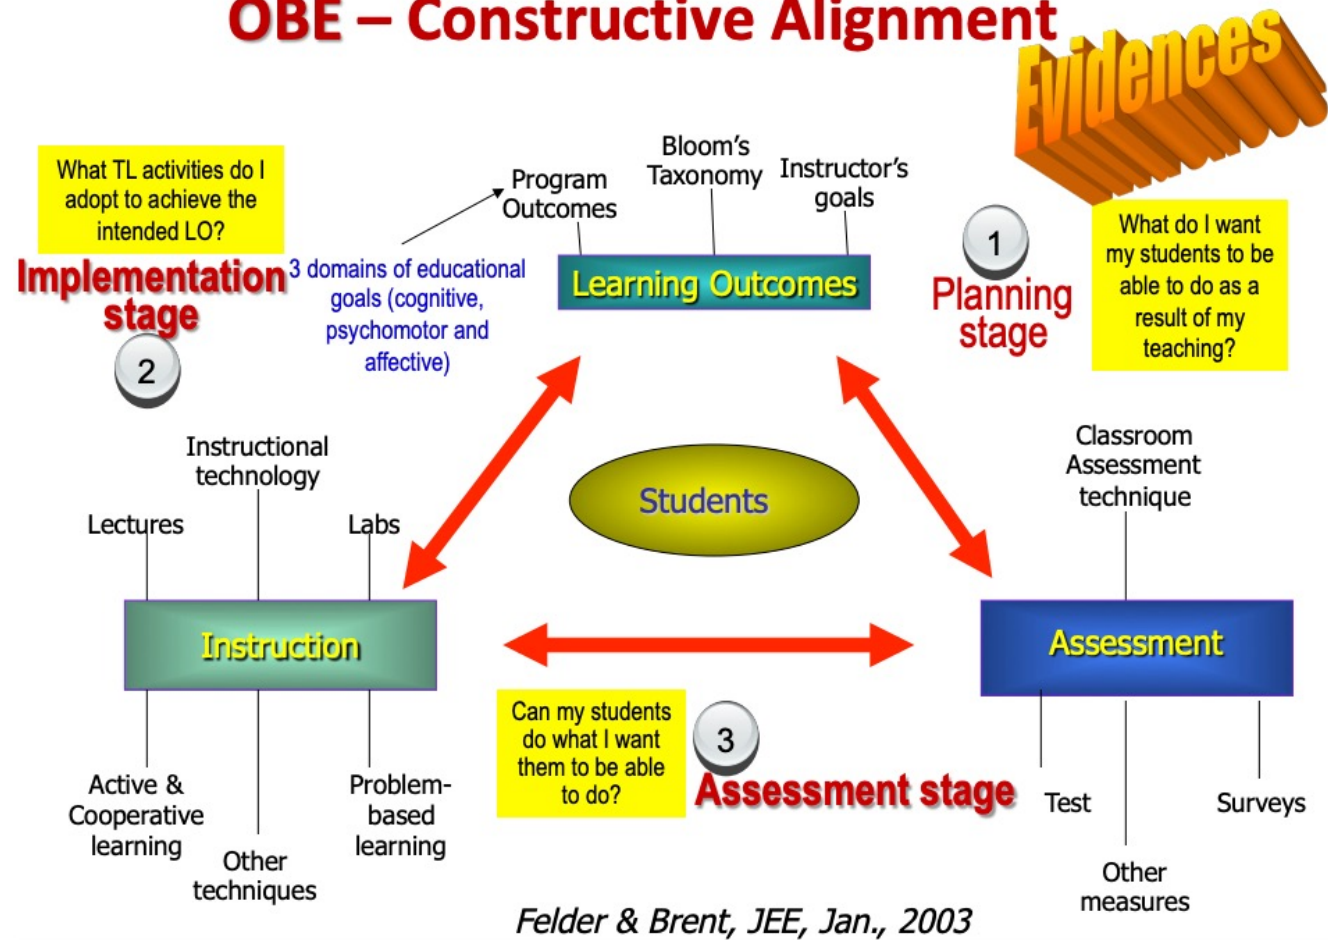 OBE – Constructive Alignment
Evidences
What TL activities do I
adopt to achieve the
intended LO?
Implementation
stage
2
3 domains of educational
goals (cognitive,
psychomotor and
affective)
Program
Outcomes
Bloom's
Taxonomy
Instructor's
goals
Learning Outcomes
1
Planning
stage
What do I want
my students to be
able to do as a
result of my
teaching?
Students
Instructional
technology
Lectures
Labs
Instruction
Active &
Cooperative
learning
Other
techniques
Problem-
based
learning
Classroom
Assessment
technique
Assessment
Test
Other
measures
Surveys
Can my students
do what I want
them to be able
to do?
3
Assessment stage
Felder & Brent, JEE, Jan., 2003